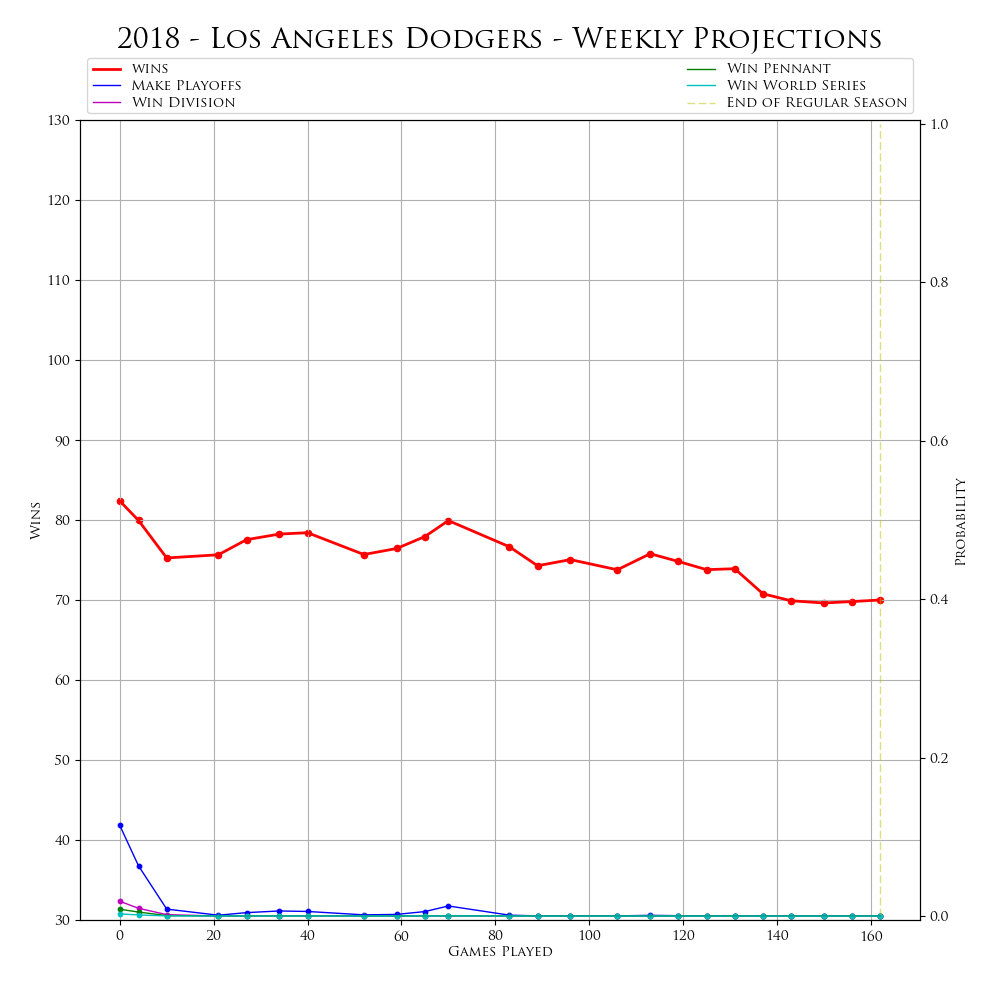 2018 - Los Angeles Dodgers - Weekly Projections
wins
Make Playoffs
Win Division
Win Pennant
Win World Series
End of Regular Season
130
120
110
100
90
80
70
60
50
40
30
Wins
1.0
0.8
0.6
0.4
0.2
0.0
Probability
0 20 40 60 80 100 120 140 160
Games Played